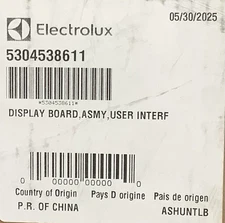 05/30/2025
Electrolux
5304538611
*5304538611*
DISPLAY BOARD,ASMY,USER INTERF
0 00000 00000 0
Country of Origin Pays D origine Pais de origen
P.R. OF CHINA ASHUNTLB